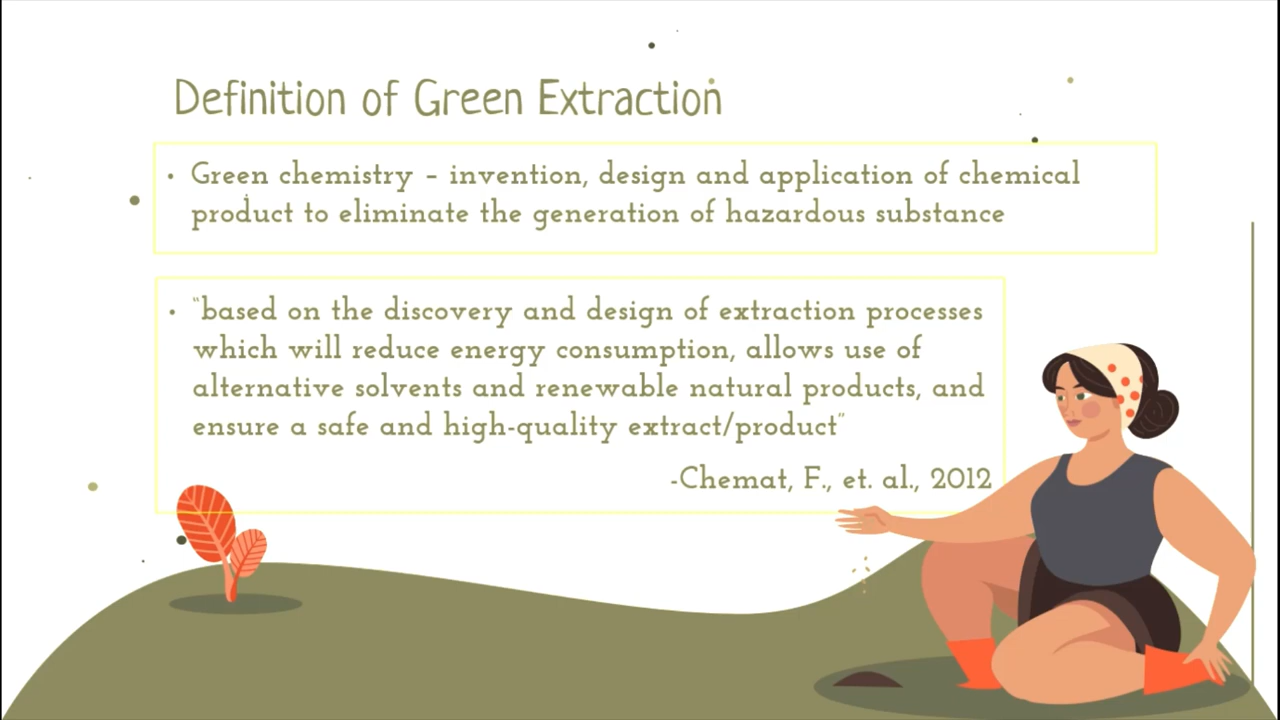 Definition of Green Extraction
• Green chemistry – invention, design and application of chemical
product to eliminate the generation of hazardous substance
• “based on the discovery and design of extraction processes
which will reduce energy consumption, allows use of
alternative solvents and renewable natural products, and
ensure a safe and high-quality extract/product”
-Chemat, F., et. al., 2012